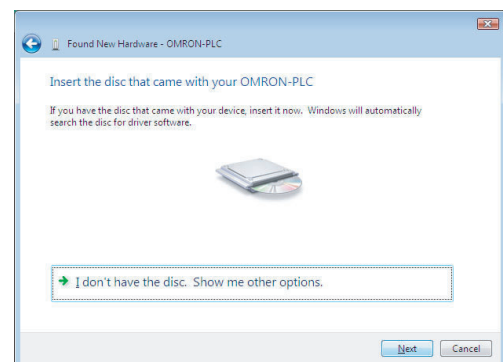 Found New Hardware - OMRON-PLC
Insert the disc that came with your OMRON-PLC
If you have the disc that came with your device, insert it now. Windows will automatically
search the disc for driver software.
I don't have the disc. Show me other options.
Next Cancel